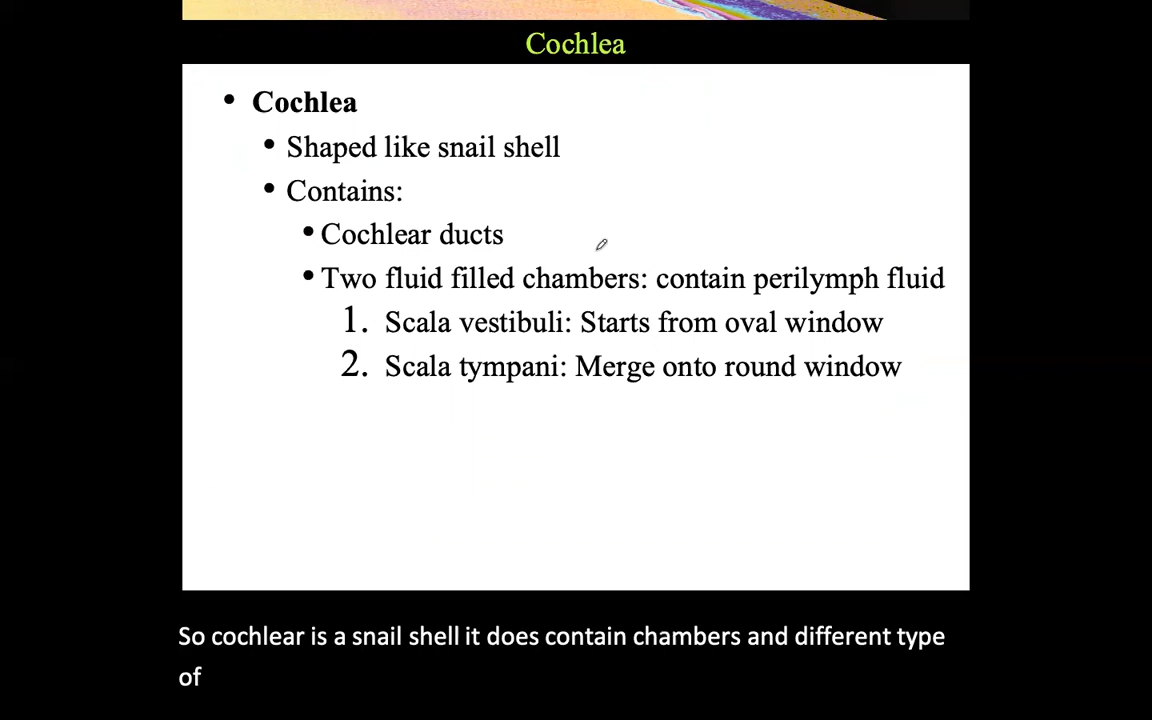 Cochlea
• Cochlea
• Shaped like snail shell
• Contains:
• Cochlear ducts
• Two fluid filled chambers: contain perilymph fluid
1. Scala vestibuli: Starts from oval window
2. Scala tympani: Merge onto round window
So cochlear is a snail shell it does contain chambers and different type
of